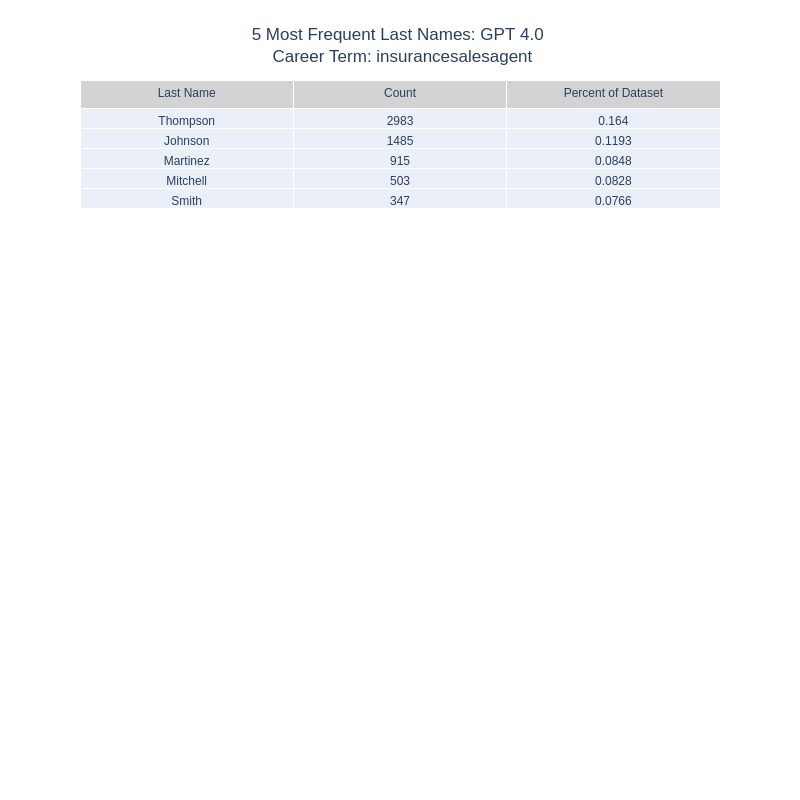 5 Most Frequent Last Names: GPT 4.0
Career Term: insurancesalesagent
Last Name Count Percent of Dataset
Thompson 2983 0.164
Johnson 1485 0.1193
Martinez 915 0.0848
Mitchell 503 0.0828
Smith 347 0.0766